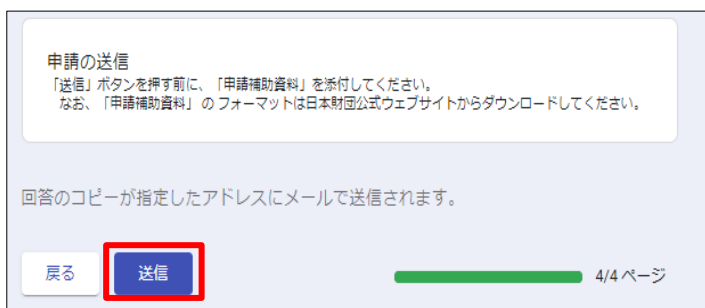 申請の送信
「送信」ボタンを押す前に、「申請補助資料」を添付してください。
なお、「申請補助資料」の フォーマットは日本財団公式ウェブサイトからダウンロードしてください。
回答のコピーが指定したアドレスにメールで送信されます。
戻る
送信
4/4 ページ